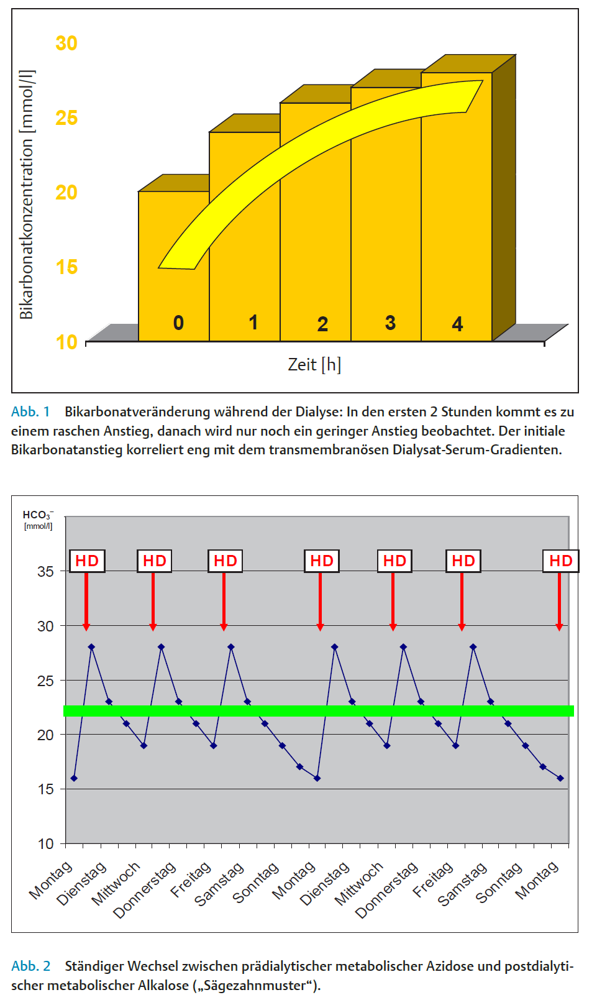 30
25
20
15
10
Bikarbonatkonzentration [mmol/l]
0 1 2 3 4
Zeit [h]
Abb. 1 Bikarbonatveränderung während der Dialyse: In den ersten 2 Stunden kommt es zu
einem raschen Anstieg, danach wird nur noch ein geringer Anstieg beobachtet. Der initiale
Bikarbonatanstieg korreliert eng mit dem transmembranösen Dialysat-Serum-Gradienten.
HCO₃⁻
[mmol/l]
HD HD HD HD HD HD HD
35
30
25
20
15
10
Montag
Dienstag
Mittwoch
Donnerstag
Freitag
Samstag
Sonntag
Montag
Dienstag
Mittwoch
Donnerstag
Freitag
Samstag
Sonntag
Montag
Abb. 2 Ständiger Wechsel zwischen prädialytischer metabolischer Azidose und postdialyti-
scher metabolischer Alkalose („Sägezahnmuster“).